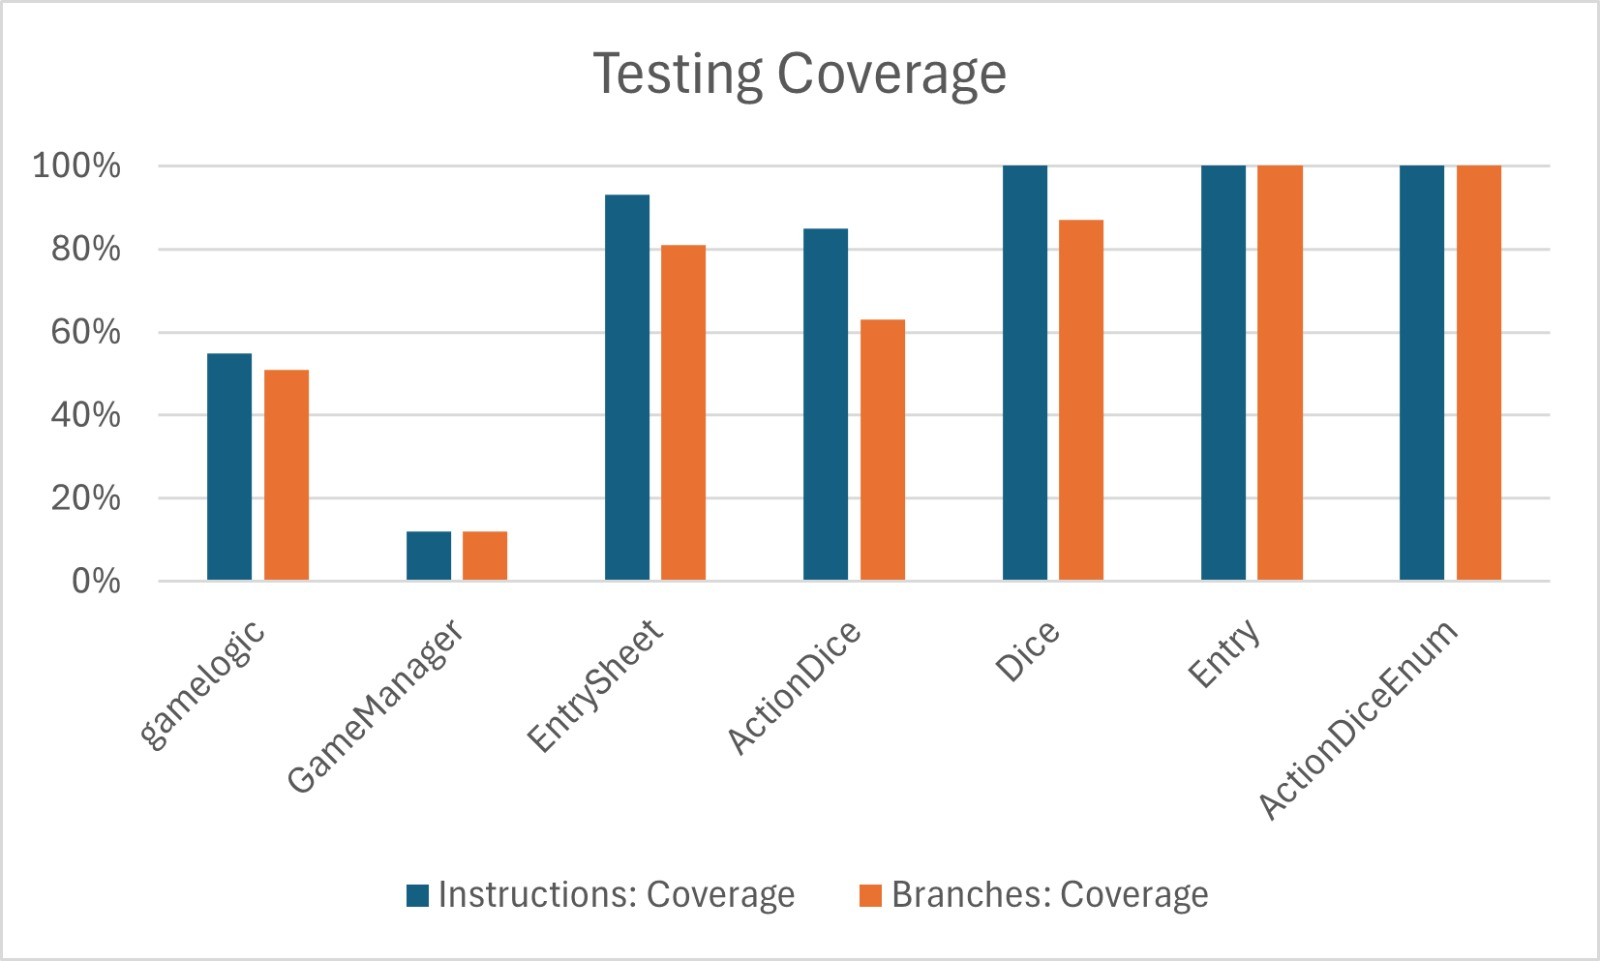 Testing Coverage
100%
80%
60%
40%
20%
0%
gamelogic
GameManager
EntrySheet
ActionDice
Dice
Entry
ActionDiceEnum
Instructions: Coverage
Branches: Coverage